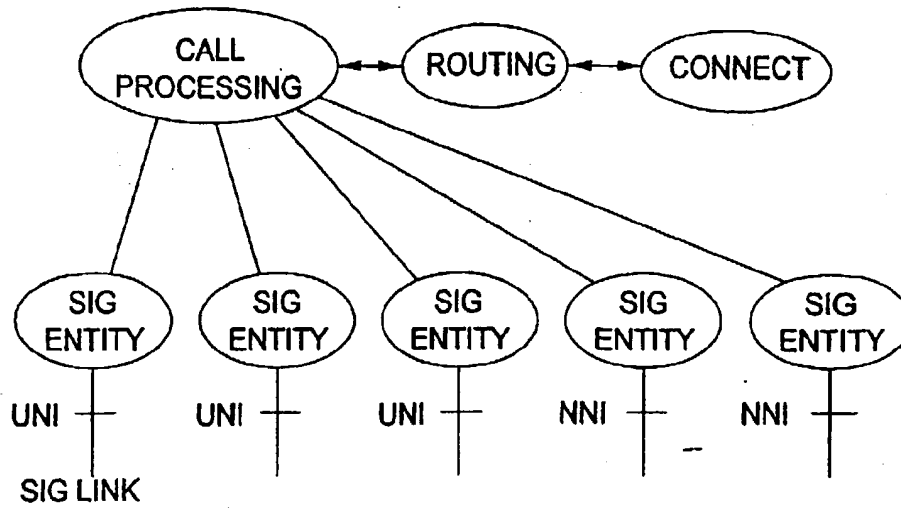 CALL
PROCESSING
ROUTING
CONNECT
SIG
ENTITY
SIG
ENTITY
SIG
ENTITY
SIG
ENTITY
SIG
ENTITY
UNI
UNI
UNI
NNI
NNI
SIG LINK